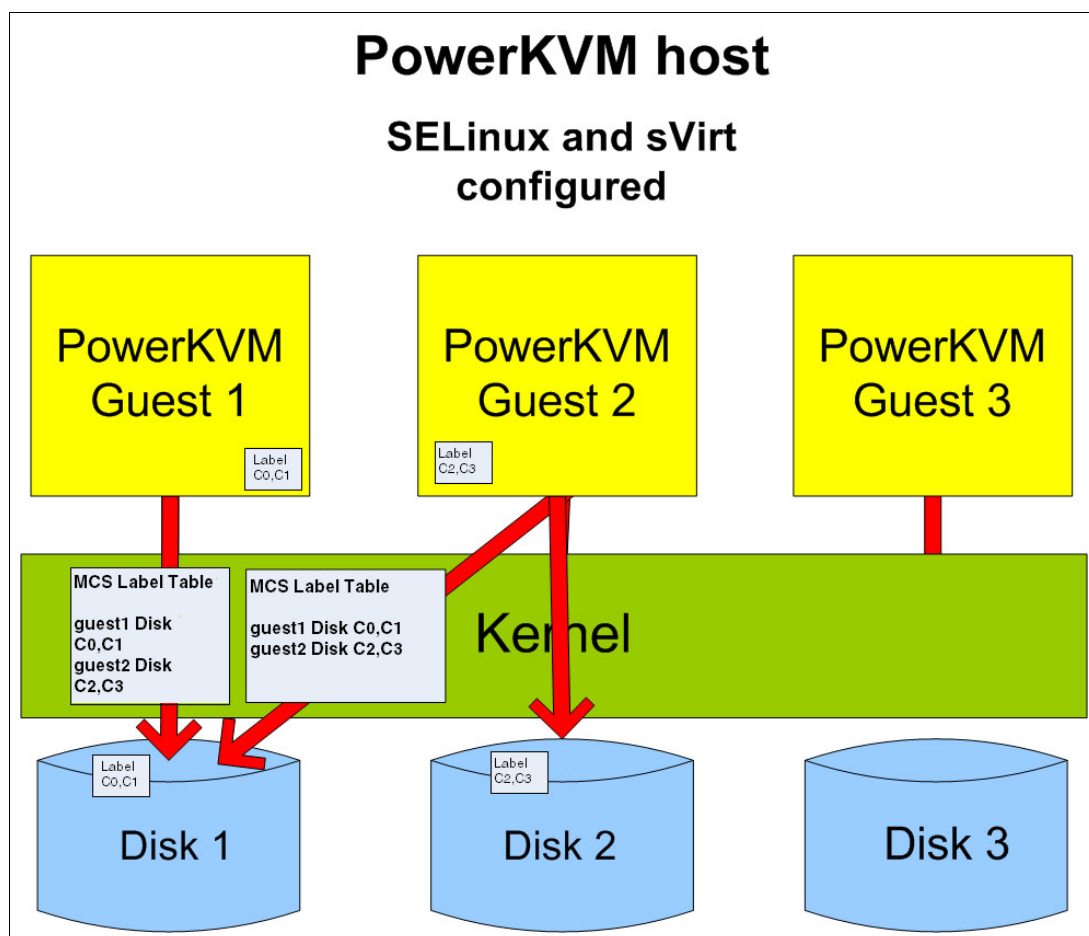 PowerKVM host
SELinux and sVirt
configured
PowerKVM
Guest 1
Label
C0,C1
PowerKVM
Guest 2
Label
C2,C3
PowerKVM
Guest 3
MCS Label Table
guest1 Disk
C0,C1
guest2 Disk
C2,C3
MCS Label Table
guest1 Disk C0,C1
guest2 Disk C2,C3
Kernel
Label
C0,C1
Disk 1
Label
C2,C3
Disk 2
Disk 3